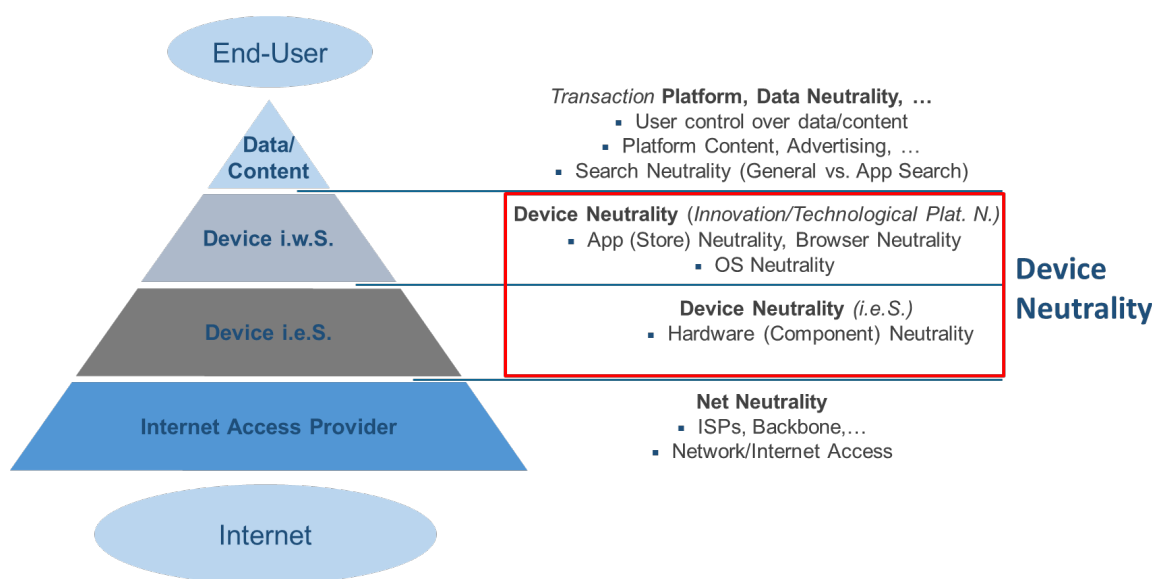 End-User
Data/
Content
Device i.w.S.
Device i.e.S.
Internet Access Provider
Internet
Transaction Platform, Data Neutrality, …
▪ User control over data/content
▪ Platform Content, Advertising, …
▪ Search Neutrality (General vs. App Search)
Device Neutrality (Innovation/Technological Plat. N.)
▪ App (Store) Neutrality, Browser Neutrality
▪ OS Neutrality
Device Neutrality (i.e.S.)
▪ Hardware (Component) Neutrality
Net Neutrality
▪ ISPs, Backbone,…
▪ Network/Internet Access
Device
Neutrality